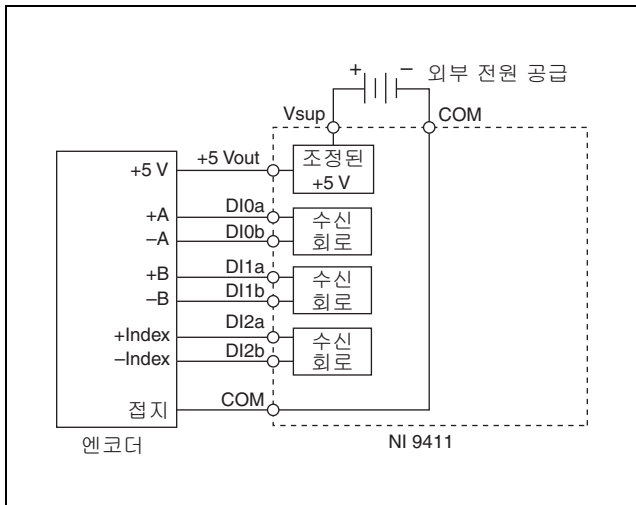 + − 외부 전원 공급
Vsup COM
+5 V +5 Vout 조정된
+5 V
+A DI0a 수신
−A DI0b 회로
+B DI1a 수신
−B DI1b 회로
+Index DI2a 수신
−Index DI2b 회로
접지 COM
엔코더 NI 9411